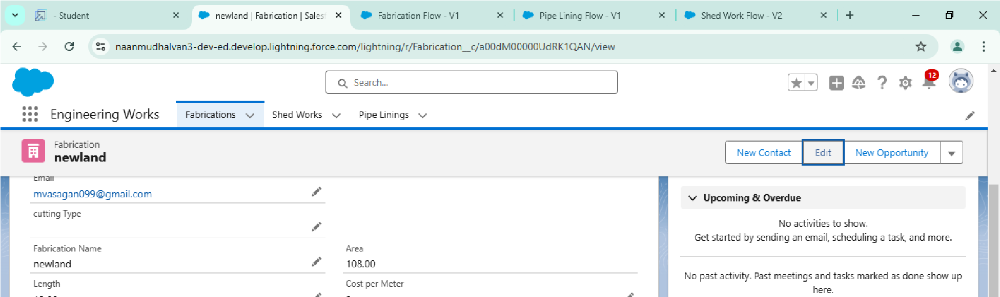 - Student
newland | Fabrication | Sales
Fabrication Flow - V1
Pipe Lining Flow - V1
Shed Work Flow - V2
naanmudhalvan3-dev-ed.develop.lightning.force.com/lightning/r/Fabrication__c/a00dM00000UdRK1QAN/view
Search...
12
Engineering Works
Fabrications
Shed Works
Pipe Linings
Fabrication
newland
New Contact
Edit
New Opportunity
Email
mvasagan099@gmail.com
cutting Type
Fabrication Name
newland
Area
108.00
Length
Cost per Meter
Upcoming & Overdue
No activities to show.
Get started by sending an email, scheduling a task, and more.
No past activity. Past meetings and tasks marked as done show up
here.